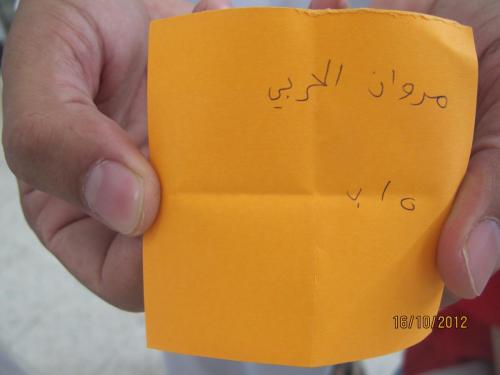 مروان الحربي
٥ / ب
16/10/2012